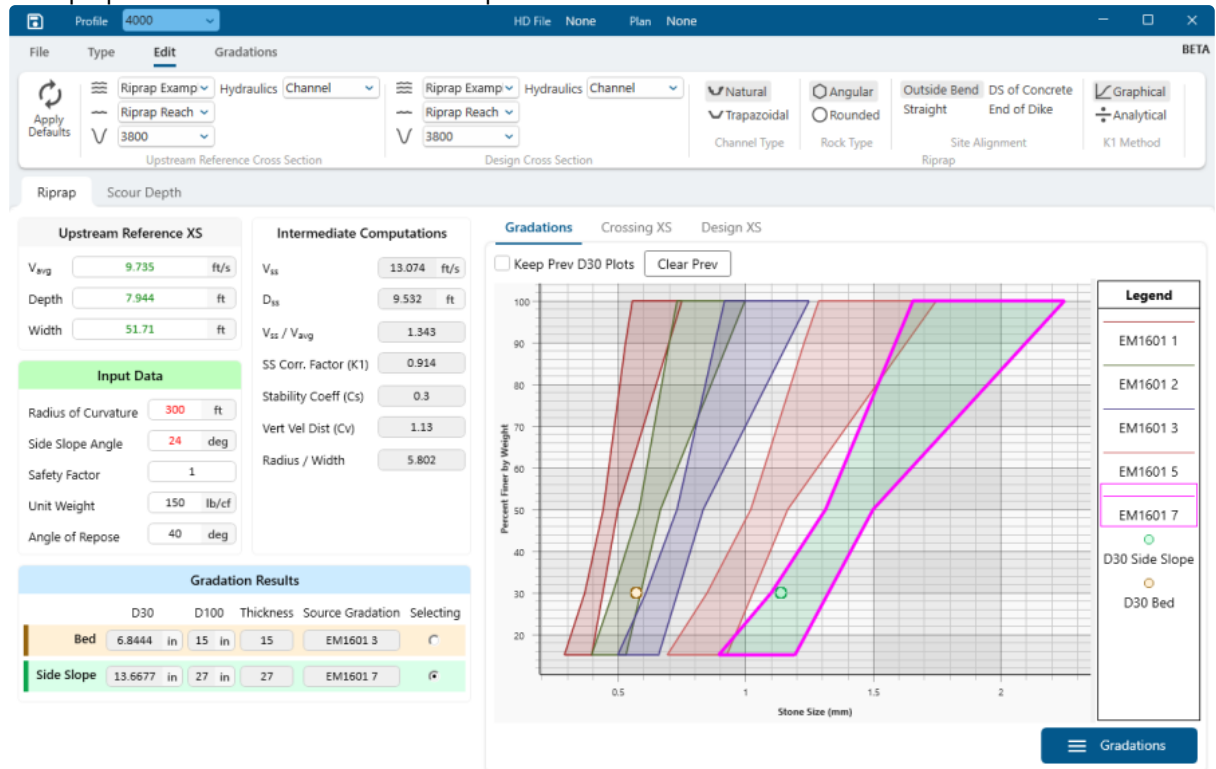 Profile 4000 HD File None Plan None
File Type Edit Gradations BETA
Apply Defaults
Riprap Examp Hydraulics Channel
Riprap Reach
3800
Upstream Reference Cross Section
Riprap Examp Hydraulics Channel
Riprap Reach
3800
Design Cross Section
Natural
Trapazoidal
Channel Type
Angular
Rounded
Rock Type
Outside Bend DS of Concrete
Straight End of Dike
Site Alignment
Graphical
Analytical
K1 Method
Riprap
Riprap Scour Depth
Upstream Reference XS
Vavg 9.735 ft/s
Depth 7.944 ft
Width 51.71 ft
Input Data
Radius of Curvature 300 ft
Side Slope Angle 24 deg
Safety Factor 1
Unit Weight 150 lb/cf
Angle of Repose 40 deg
Intermediate Computations
Vss 13.074 ft/s
Dss 9.532 ft
Vss / Vavg 1.343
SS Corr. Factor (K1) 0.914
Stability Coeff (Cs) 0.3
Vert Vel Dist (Cv) 1.13
Radius / Width 5.802
Gradation Results
D30 D100 Thickness Source Gradation Selecting
Bed 6.8444 in 15 in 15 EM1601 3
Side Slope 13.6677 in 27 in 27 EM1601 7
Gradations Crossing XS Design XS
Keep Prev D30 Plots Clear Prev
100
90
80
70
60
50
40
30
20
Percent Finer by Weight
0.5 1 1.5 2
Stone Size (mm)
Legend
EM1601 1
EM1601 2
EM1601 3
EM1601 5
EM1601 7
D30 Side Slope
D30 Bed
Gradations